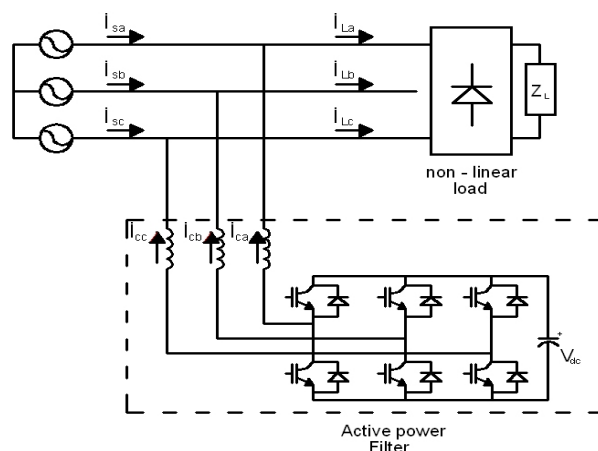 isa
iLa
isb
iLb
ZL
isc
iLc
non - linear
load
icc
icb
ica
+
Vdc
Active power
Filter